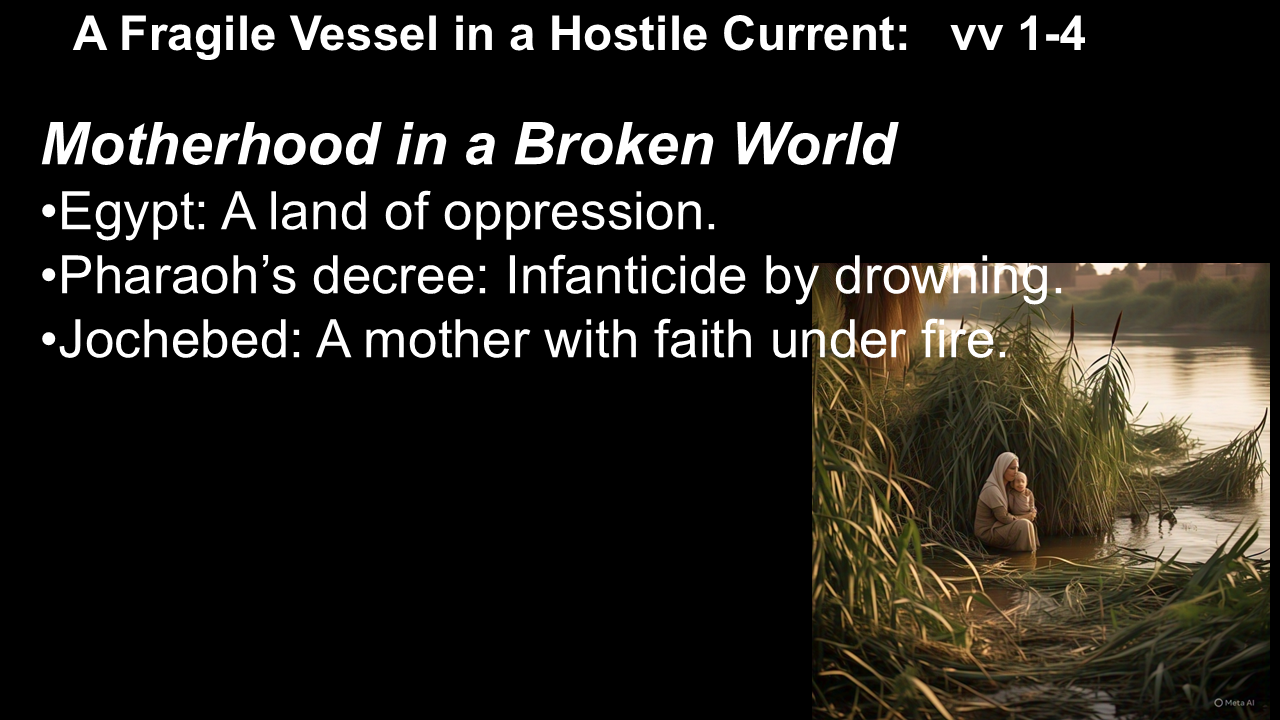 A Fragile Vessel in a Hostile Current:   vv 1-4
Motherhood in a Broken World
•Egypt: A land of oppression.
•Pharaoh’s decree: Infanticide by drowning.
•Jochebed: A mother with faith under fire.
Meta AI